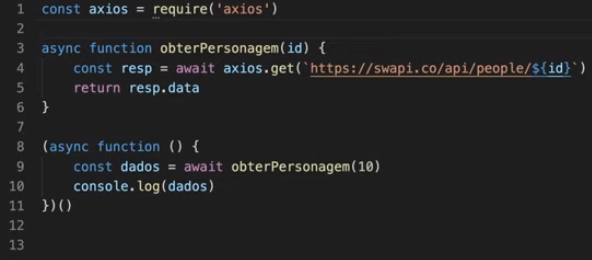 1 const axios = require('axios')
2
3 async function obterPersonagem(id) {
4     const resp = await axios.get(`https://swapi.co/api/people/${id}`)
5     return resp.data
6 }
7
8 (async function () {
9     const dados = await obterPersonagem(10)
10     console.log(dados)
11 })()
12
13